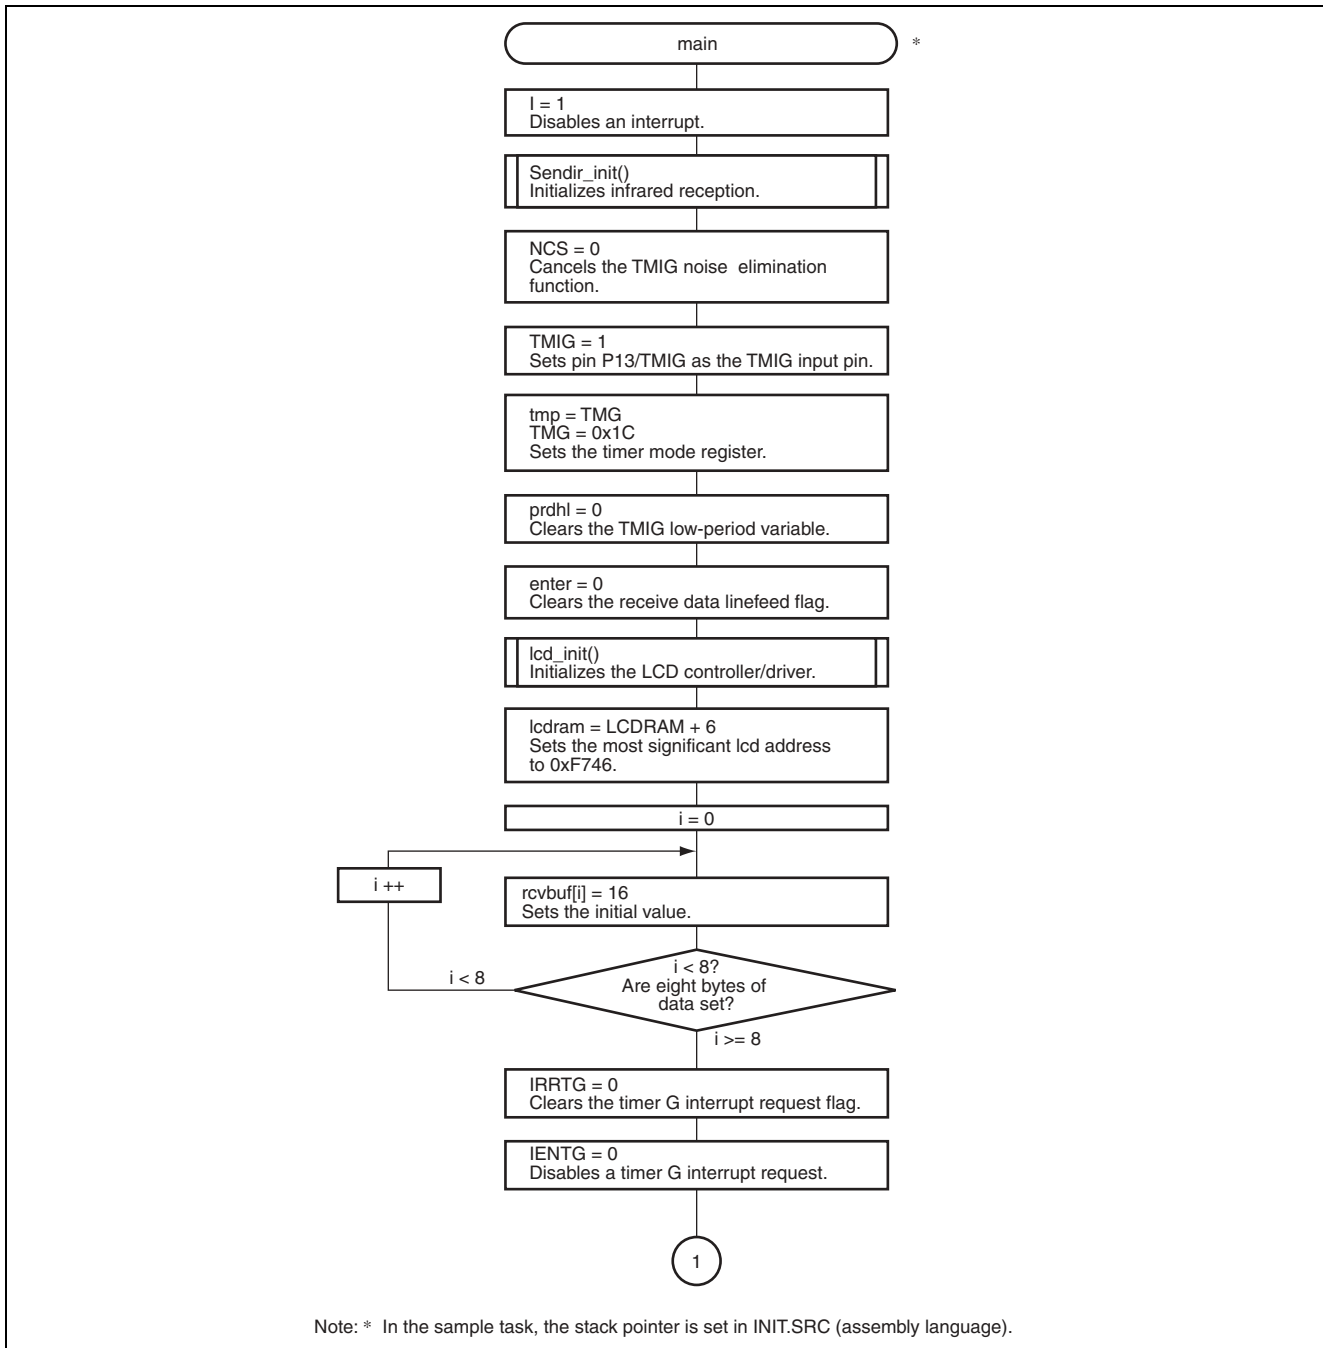 main *
I = 1
Disables an interrupt.
Sendir_init()
Initializes infrared reception.
NCS = 0
Cancels the TMIG noise elimination
function.
TMIG = 1
Sets pin P13/TMIG as the TMIG input pin.
tmp = TMG
TMG = 0x1C
Sets the timer mode register.
prdhl = 0
Clears the TMIG low-period variable.
enter = 0
Clears the receive data linefeed flag.
lcd_init()
Initializes the LCD controller/driver.
lcdram = LCDRAM + 6
Sets the most significant lcd address
to 0xF746.
i = 0
i ++
rcvbuf[i] = 16
Sets the initial value.
i < 8
i < 8?
Are eight bytes of
data set?
i >= 8
IRRTG = 0
Clears the timer G interrupt request flag.
IENTG = 0
Disables a timer G interrupt request.
1
Note: * In the sample task, the stack pointer is set in INIT.SRC (assembly language).